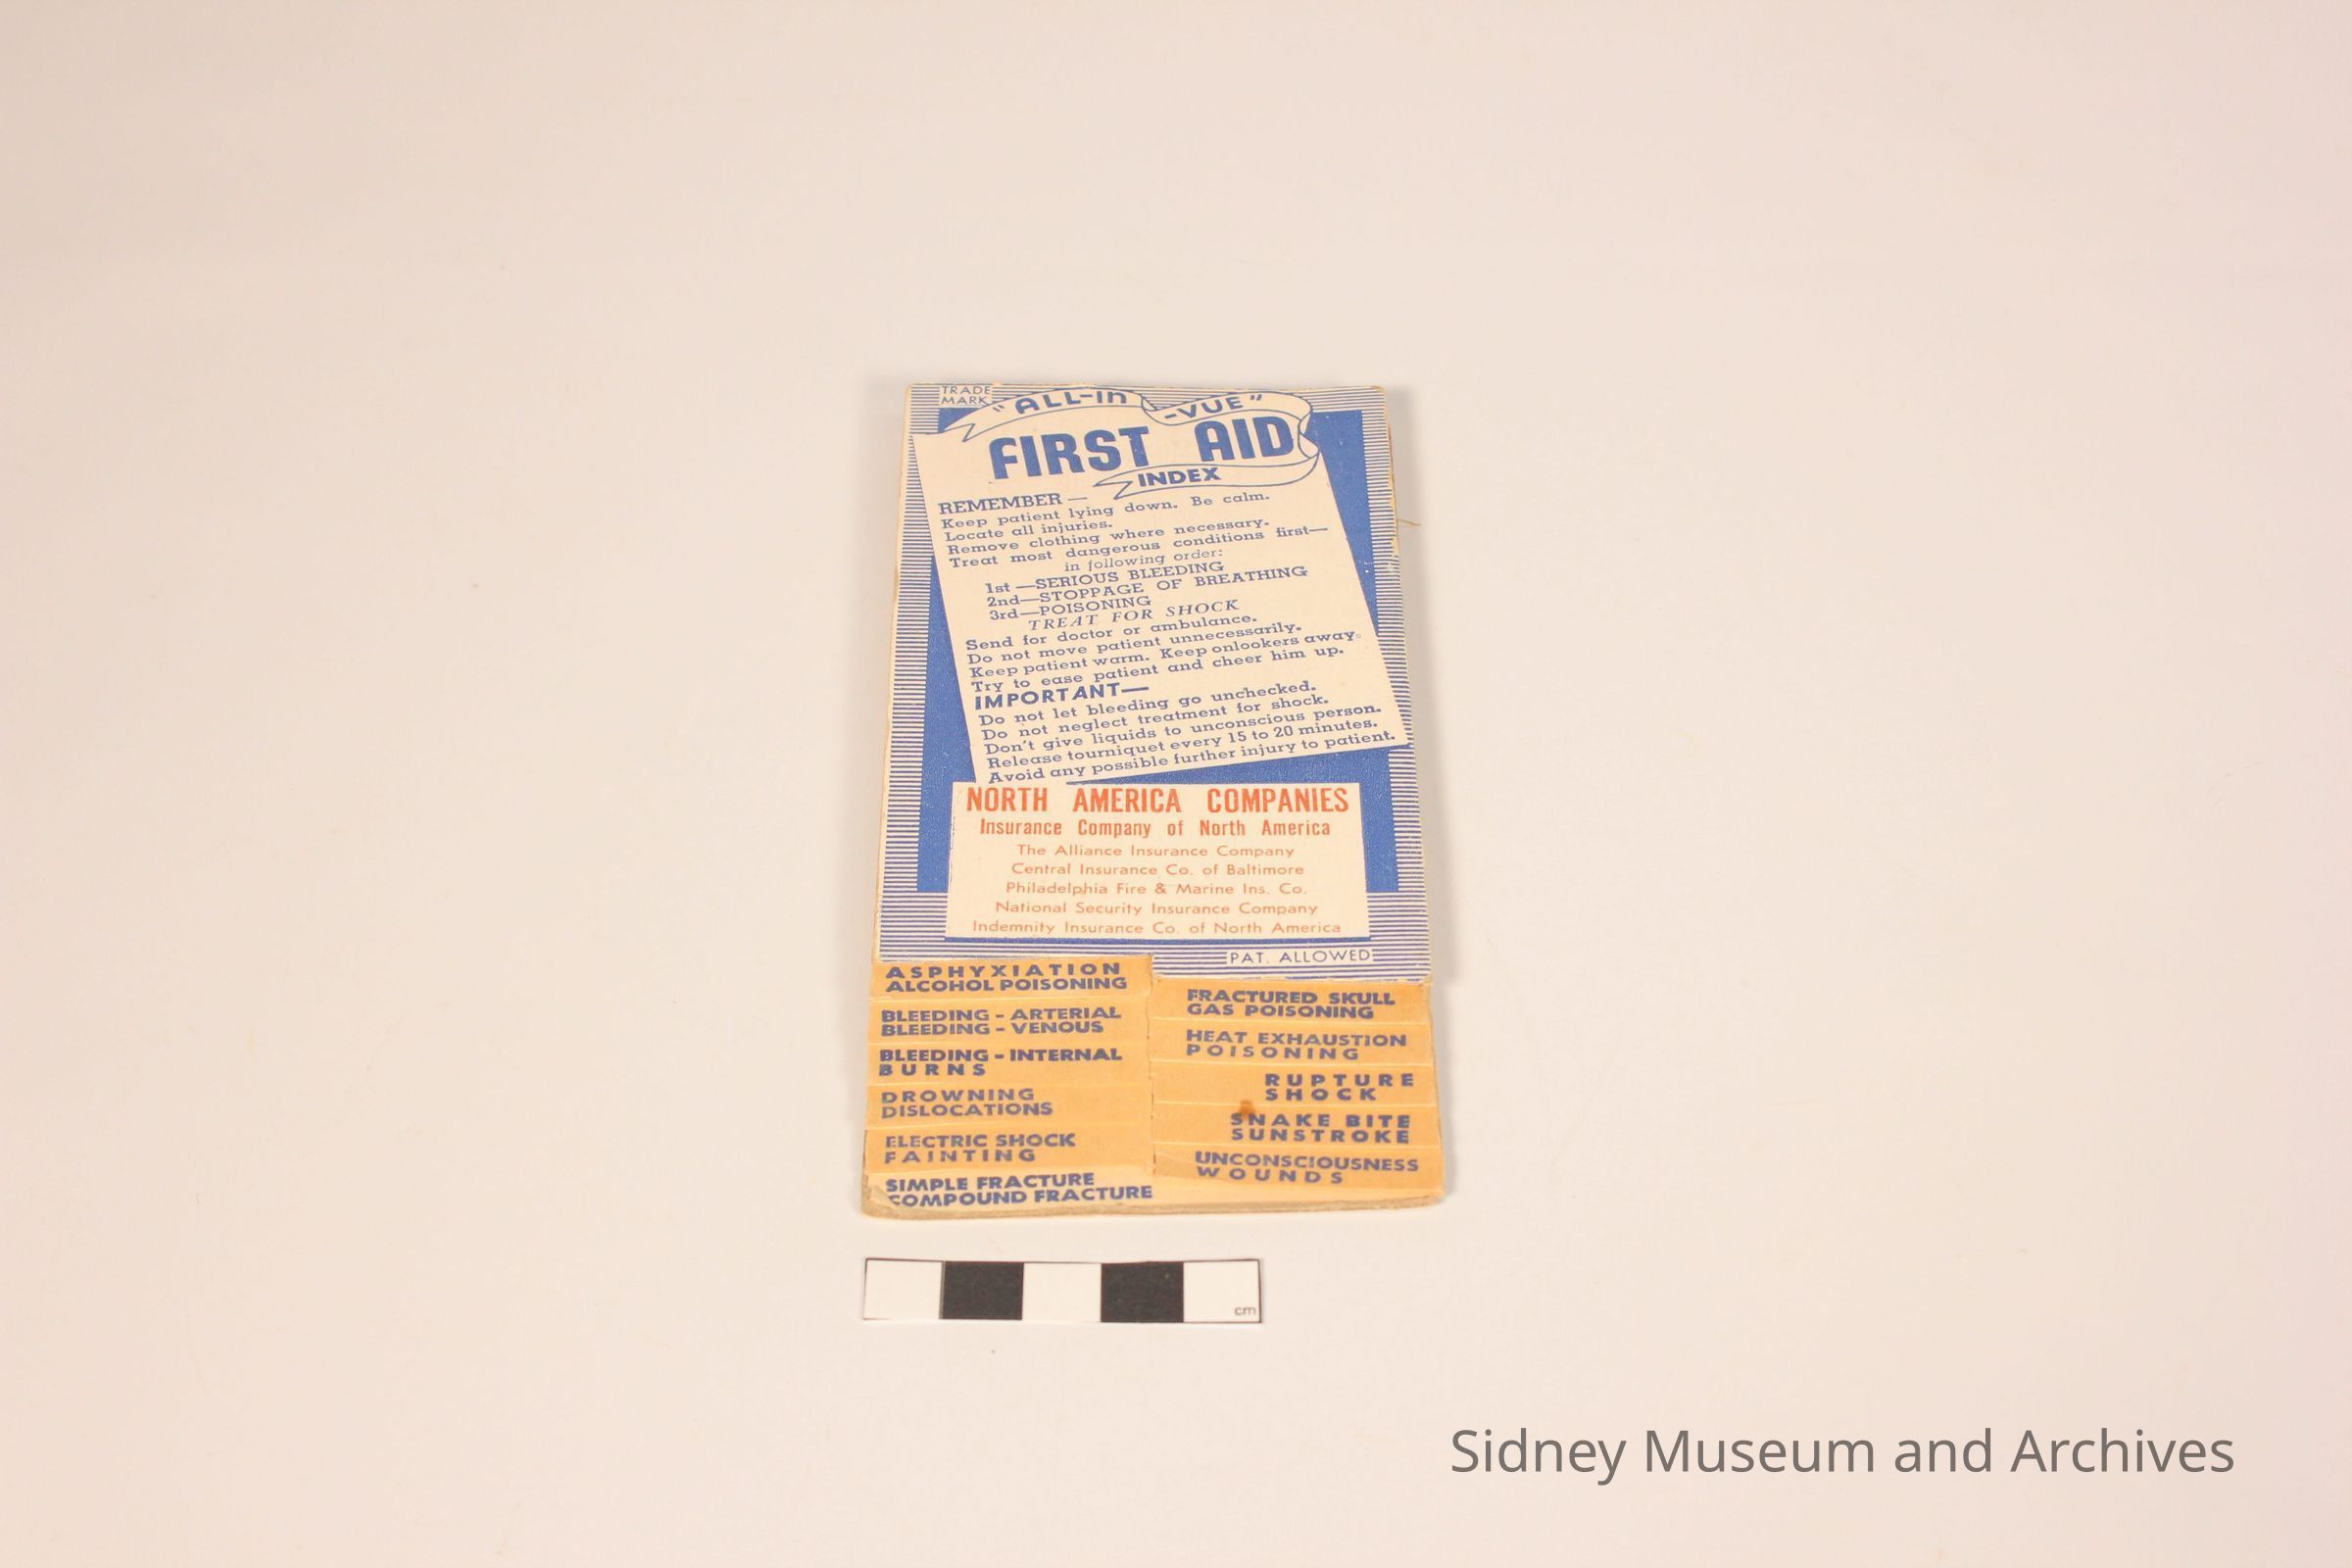 TRADE
MARK
"ALL-In-VUE"
FIRST AID
INDEX
REMEMBER—
Keep patient lying down. Be calm.
Locate all injuries.
Remove clothing where necessary.
Treat most dangerous conditions first—
in following order:
1st—SERIOUS BLEEDING
2nd—STOPPAGE OF BREATHING
3rd—POISONING
TREAT FOR SHOCK
Send for doctor or ambulance.
Do not move patient unnecessarily.
Keep patient warm. Keep onlookers away.
Try to ease patient and cheer him up.
IMPORTANT—
Do not let bleeding go unchecked.
Do not neglect treatment for shock.
Don't give liquids to unconscious person.
Release tourniquet every 15 to 20 minutes.
Avoid any possible further injury to patient.
NORTH AMERICA COMPANIES
Insurance Company of North America
The Alliance Insurance Company
Central Insurance Co. of Baltimore
Philadelphia Fire & Marine Ins. Co.
National Security Insurance Company
Indemnity Insurance Co. of North America
PAT. ALLOWED
ASPHYXIATION
ALCOHOL POISONING
BLEEDING - ARTERIAL
BLEEDING - VENOUS
BLEEDING - INTERNAL
BURNS
DROWNING
DISLOCATIONS
ELECTRIC SHOCK
FAINTING
SIMPLE FRACTURE
COMPOUND FRACTURE
FRACTURED SKULL
GAS POISONING
HEAT EXHAUSTION
POISONING
RUPTURE
SHOCK
SNAKE BITE
SUNSTROKE
UNCONSCIOUSNESS
WOUNDS
cm
Sidney Museum and Archives